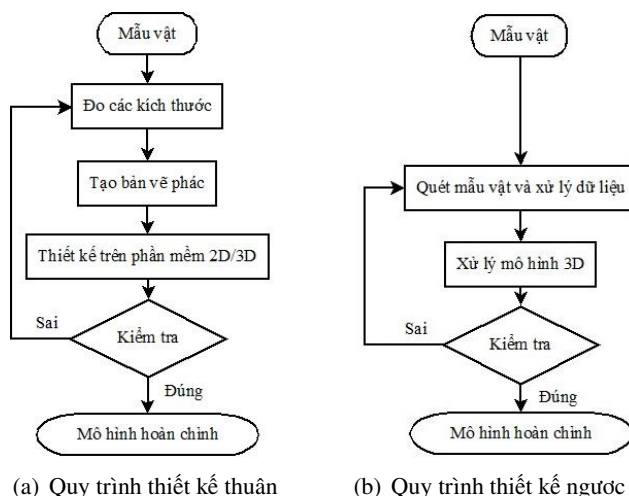 Mẫu vật
Đo các kích thước
Tạo bản vẽ phác
Thiết kế trên phần mềm 2D/3D
Sai
Kiểm tra
Đúng
Mô hình hoàn chỉnh
(a) Quy trình thiết kế thuận
Mẫu vật
Quét mẫu vật và xử lý dữ liệu
Xử lý mô hình 3D
Sai
Kiểm tra
Đúng
Mô hình hoàn chỉnh
(b) Quy trình thiết kế ngược